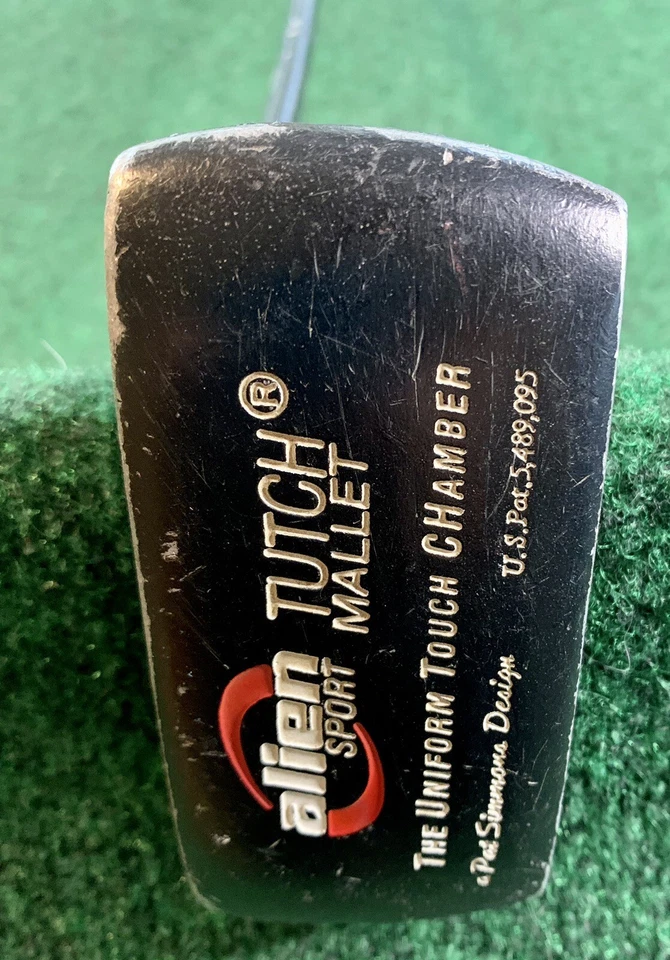 alien TUTCH®
SPORT MALLET
THE UNIFORM TOUCH CHAMBER
a Pat Simmons Design U.S. Pat. 5,489,095